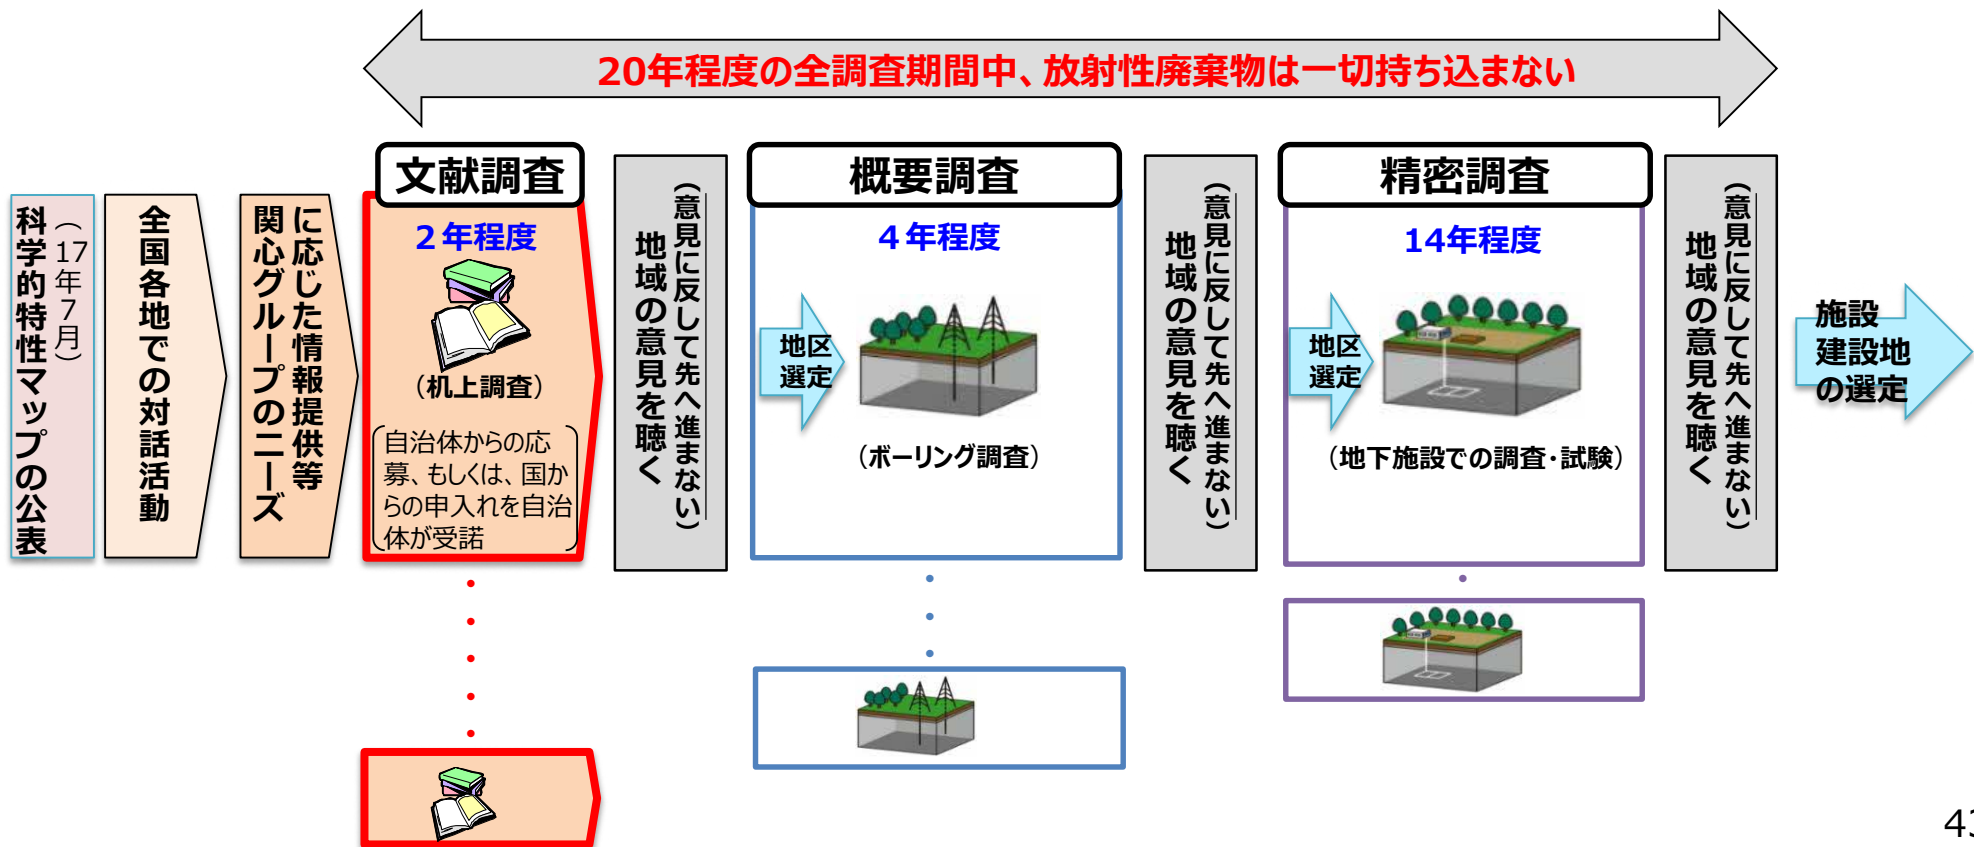 20年程度の全調査期間中、放射性廃棄物は一切持ち込まない
科学的特性マップの公表
（17年７月）
全国各地での対話活動
関心グループのニーズ
に応じた情報提供等
文献調査
２年程度
（机上調査）
自治体からの応
募、もしくは、国か
らの申入れを自治
体が受諾
地域の意見を聴く
（意見に反して先へ進まない）
概要調査
４年程度
地区
選定
（ボーリング調査）
地域の意見を聴く
（意見に反して先へ進まない）
精密調査
14年程度
地区
選定
（地下施設での調査・試験）
地域の意見を聴く
（意見に反して先へ進まない）
施設
建設地
の選定